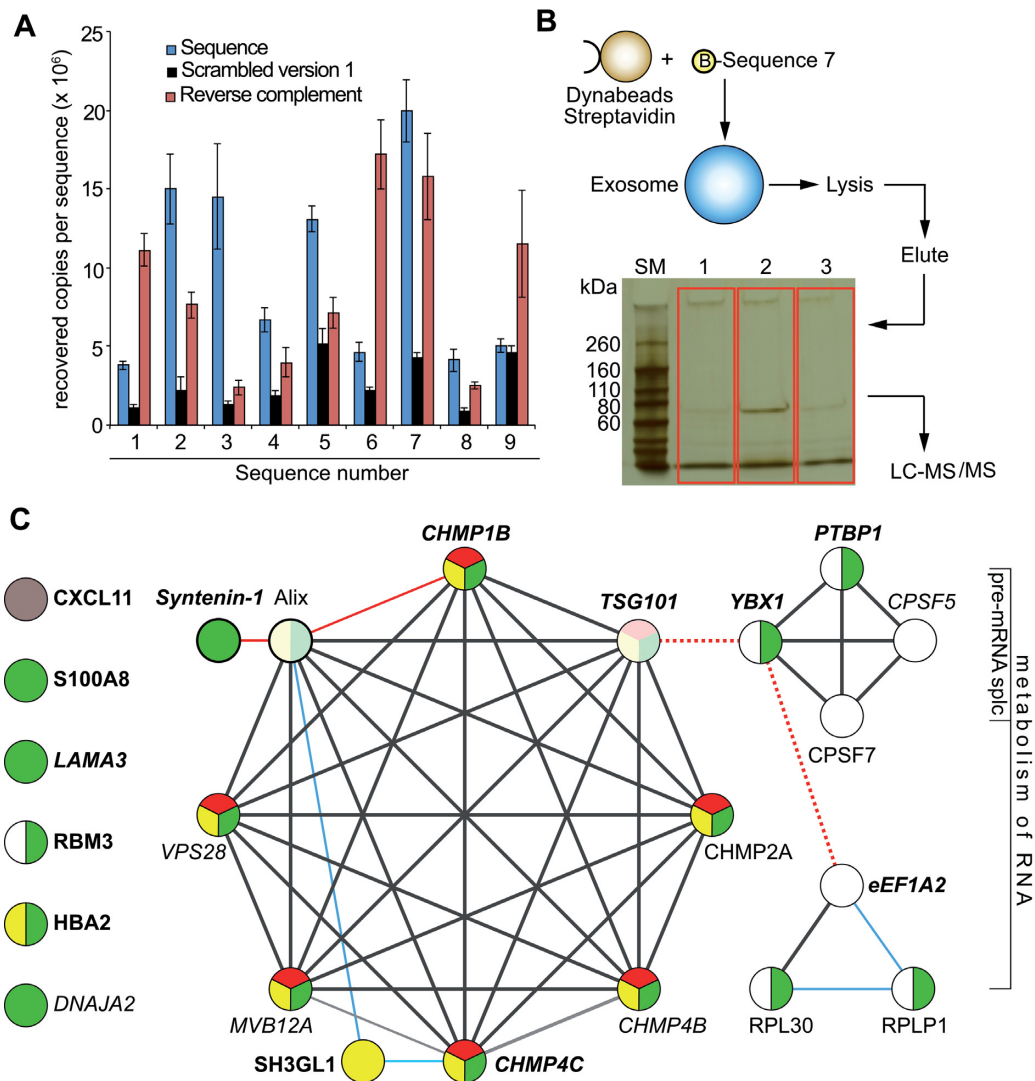 A
recovered copies per sequence (x 10⁶)
25
20
15
10
5
0
Sequence
Scrambled version 1
Reverse complement
1 2 3 4 5 6 7 8 9
Sequence number
B
+ B-Sequence 7
Dynabeads
Streptavidin
Exosome
Lysis
Elute
SM 1 2 3
kDa
260
160
110
80
60
LC-MS/MS
C
CXCL11
S100A8
LAMA3
RBM3
HBA2
DNAJA2
CHMP1B
Syntenin-1
Alix
TSG101
YBX1
PTBP1
CPSF5
CPSF7
VPS28
CHMP2A
eEF1A2
MVB12A
CHMP4B
RPL30
RPLP1
SH3GL1
CHMP4C
pre-mRNA splc
metabolism of RNA